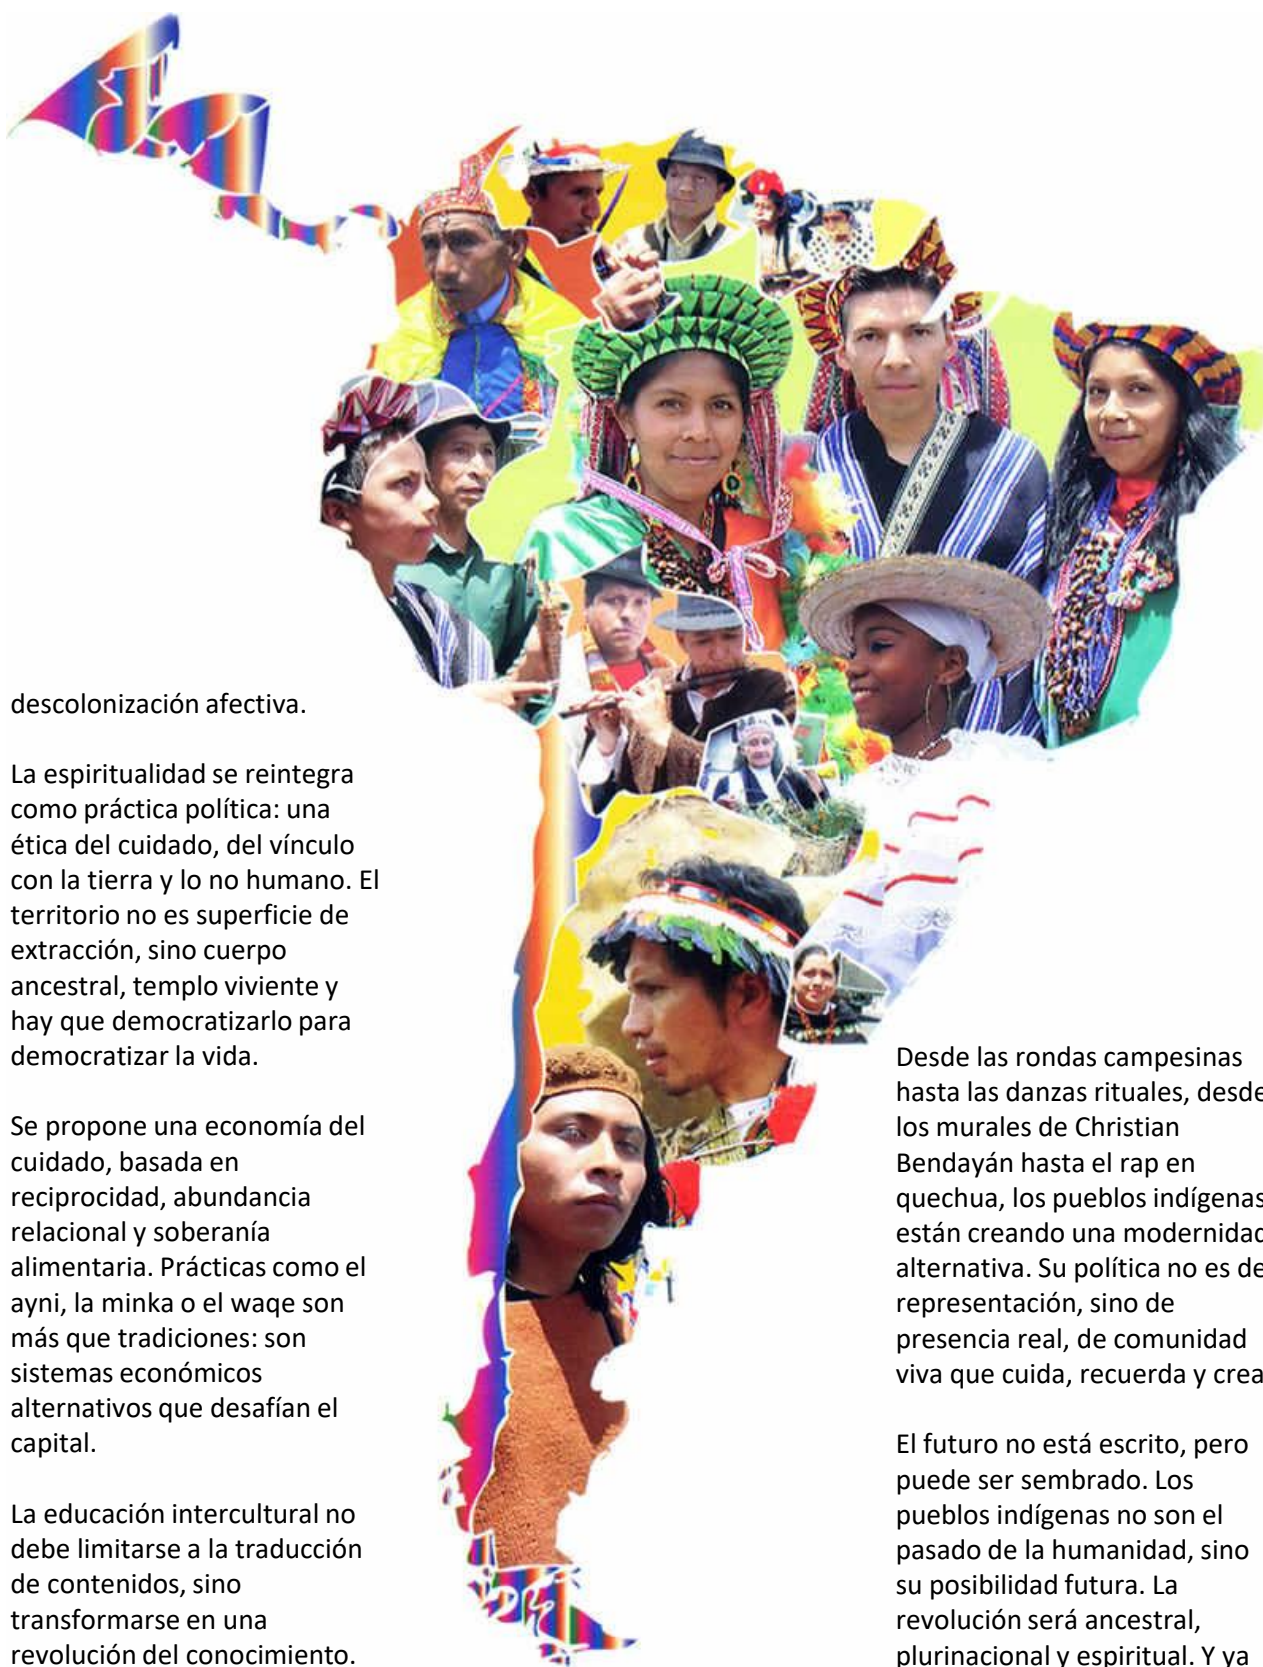 descolonización afectiva.
La espiritualidad se reintegra
como práctica política: una
ética del cuidado, del vínculo
con la tierra y lo no humano. El
territorio no es superficie de
extracción, sino cuerpo
ancestral, templo viviente y
hay que democratizarlo para
democratizar la vida.
Se propone una economía del
cuidado, basada en
reciprocidad, abundancia
relacional y soberanía
alimentaria. Prácticas como el
ayni, la minka o el waqe son
más que tradiciones: son
sistemas económicos
alternativos que desafían el
capital.
La educación intercultural no
debe limitarse a la traducción
de contenidos, sino
transformarse en una
revolución del conocimiento.
Desde las rondas campesinas
hasta las danzas rituales, desde
los murales de Christian
Bendayán hasta el rap en
quechua, los pueblos indígenas
están creando una modernidad
alternativa. Su política no es de
representación, sino de
presencia real, de comunidad
viva que cuida, recuerda y crea
El futuro no está escrito, pero
puede ser sembrado. Los
pueblos indígenas no son el
pasado de la humanidad, sino
su posibilidad futura. La
revolución será ancestral,
plurinacional y espiritual. Y ya